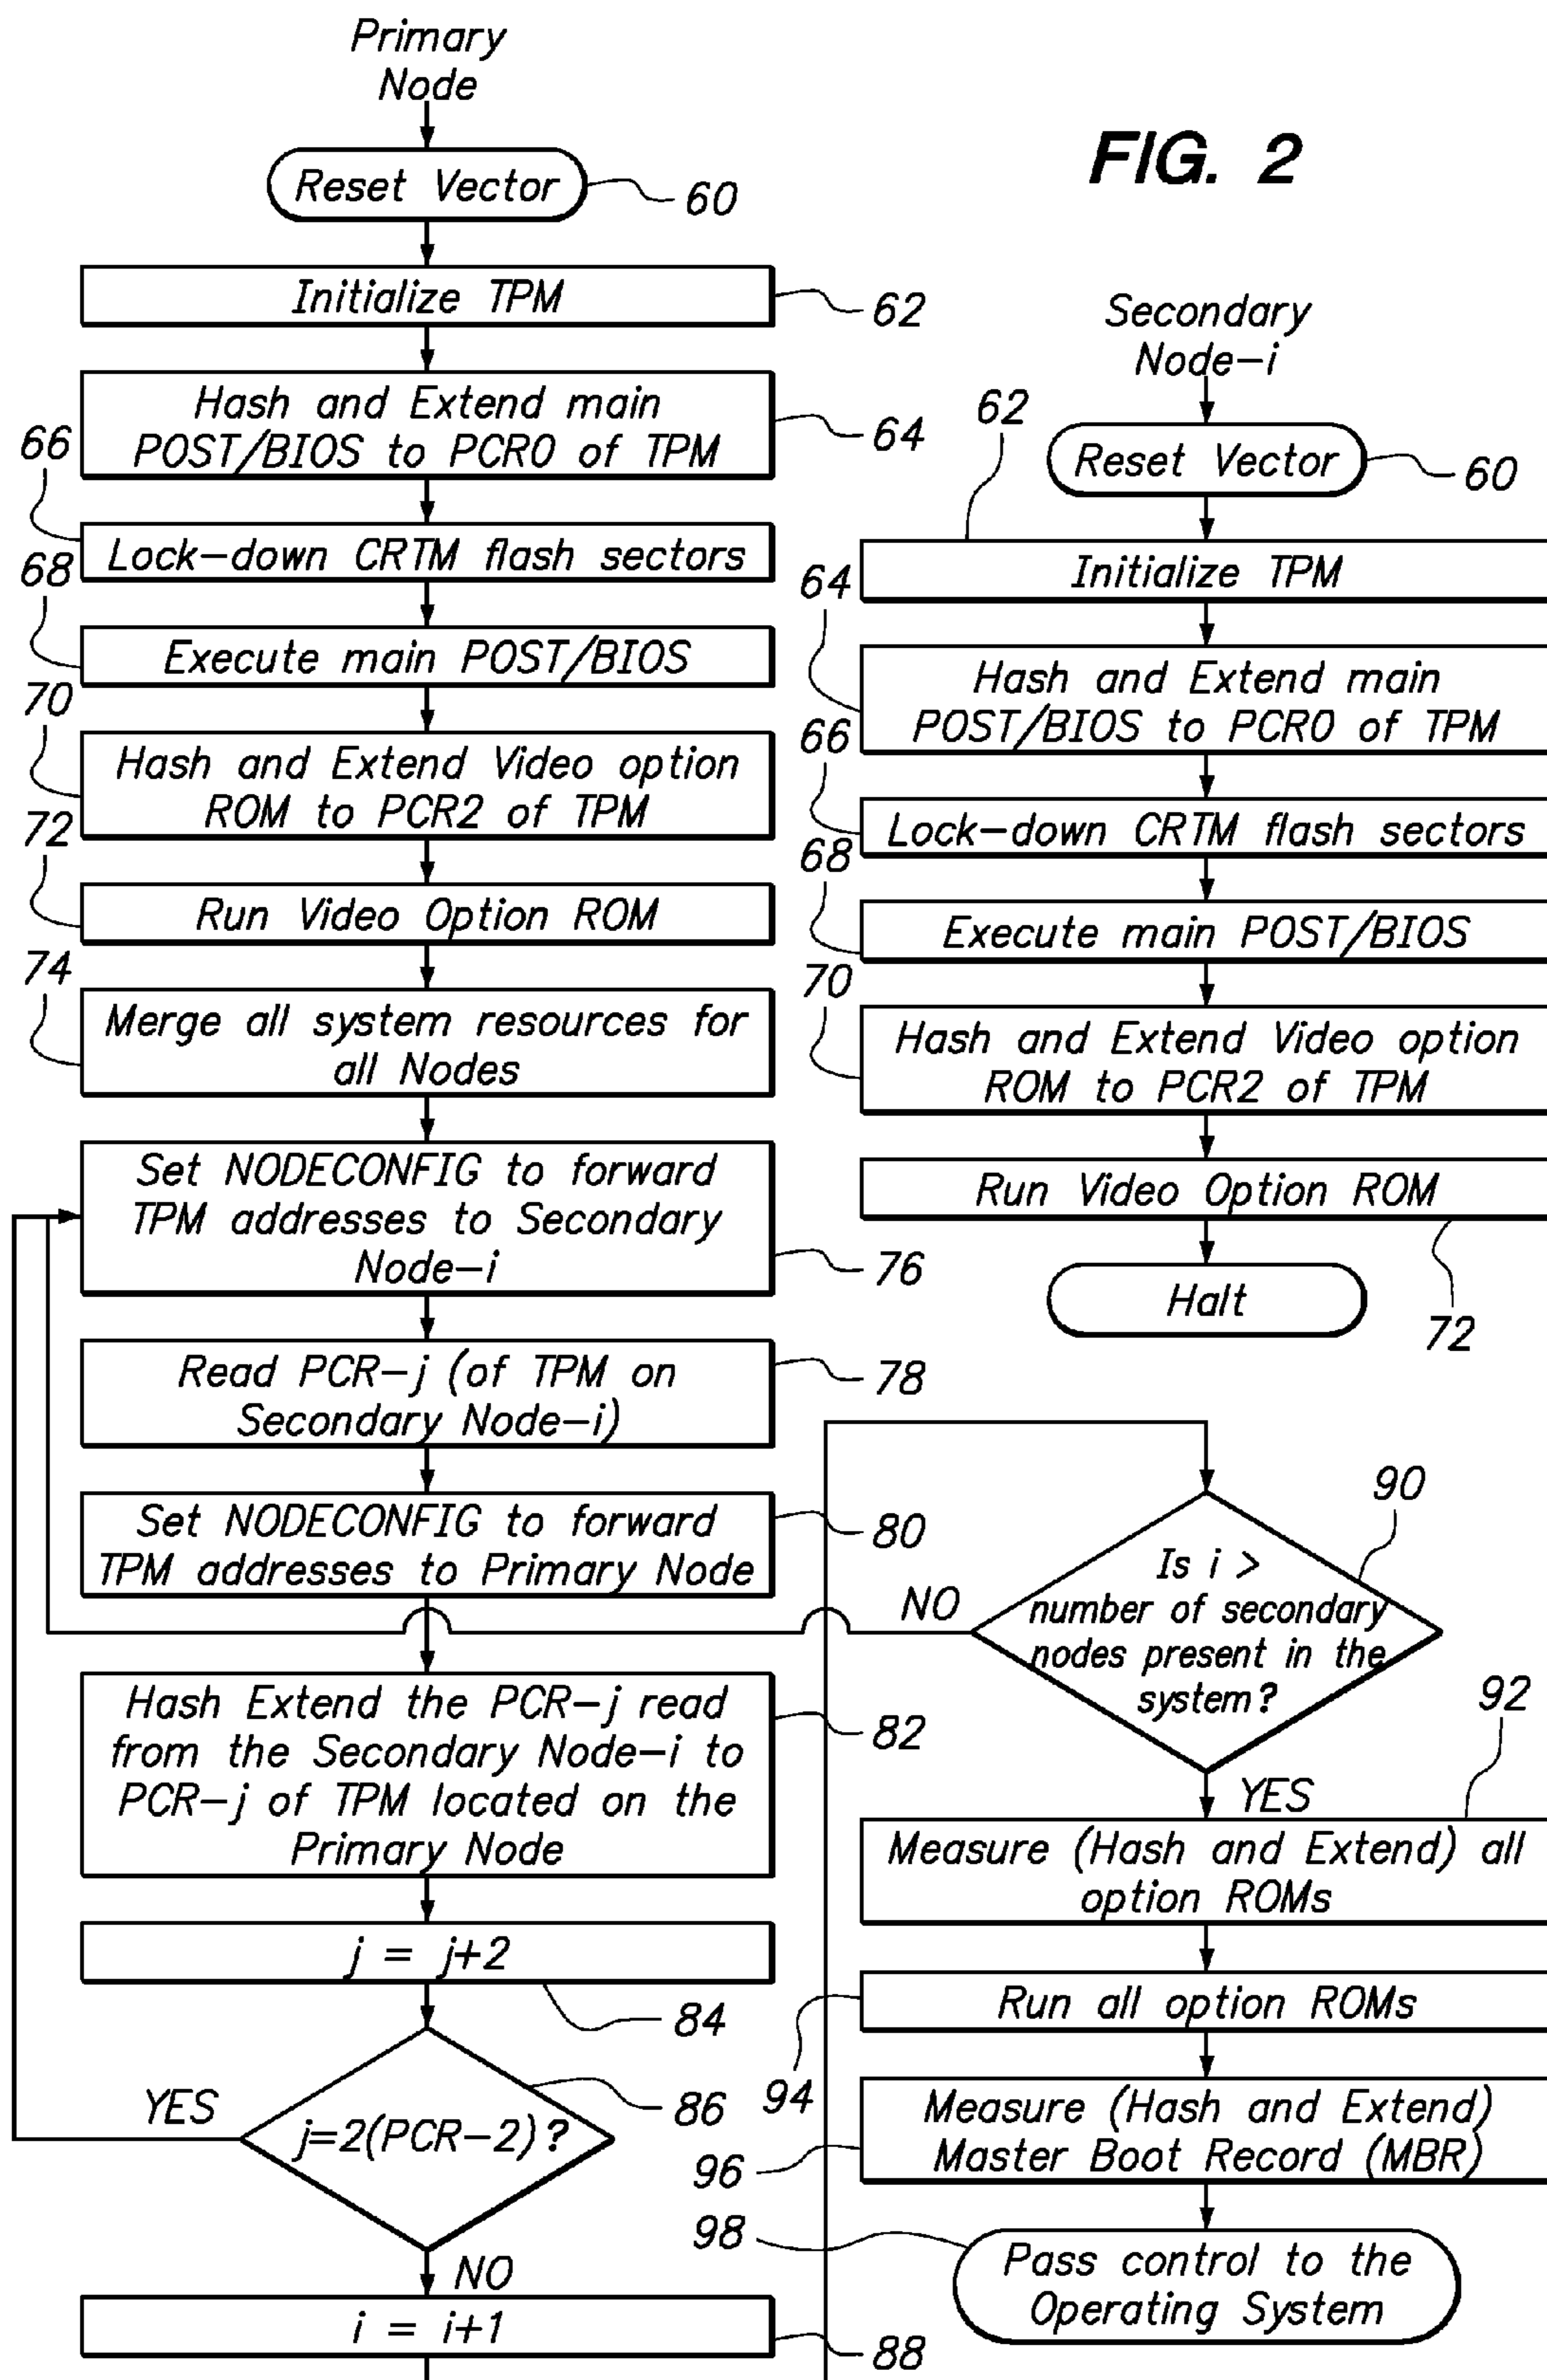 Primary
Node
FIG. 2
Reset Vector
60
Initialize TPM
62
Hash and Extend main
POST/BIOS to PCR0 of TPM
64
66
Lock-down CRTM flash sectors
68
Execute main POST/BIOS
70
Hash and Extend Video option
ROM to PCR2 of TPM
72
Run Video Option ROM
74
Merge all system resources for
all Nodes
Set NODECONFIG to forward
TPM addresses to Secondary
Node-i
76
Read PCR-j (of TPM on
Secondary Node-i)
78
Set NODECONFIG to forward
TPM addresses to Primary Node
80
Hash Extend the PCR-j read
from the Secondary Node-i to
PCR-j of TPM located on the
Primary Node
82
j = j+2
84
YES
j=2(PCR-2)?
86
NO
i = i+1
88
Secondary
Node-i
62
Reset Vector
60
Initialize TPM
64
Hash and Extend main
POST/BIOS to PCR0 of TPM
66
Lock-down CRTM flash sectors
68
Execute main POST/BIOS
70
Hash and Extend Video option
ROM to PCR2 of TPM
Run Video Option ROM
72
Halt
90
NO
Is i >
number of secondary
nodes present in the
system?
92
YES
Measure (Hash and Extend) all
option ROMs
Run all option ROMs
94
Measure (Hash and Extend)
Master Boot Record (MBR)
96
98
Pass control to the
Operating System